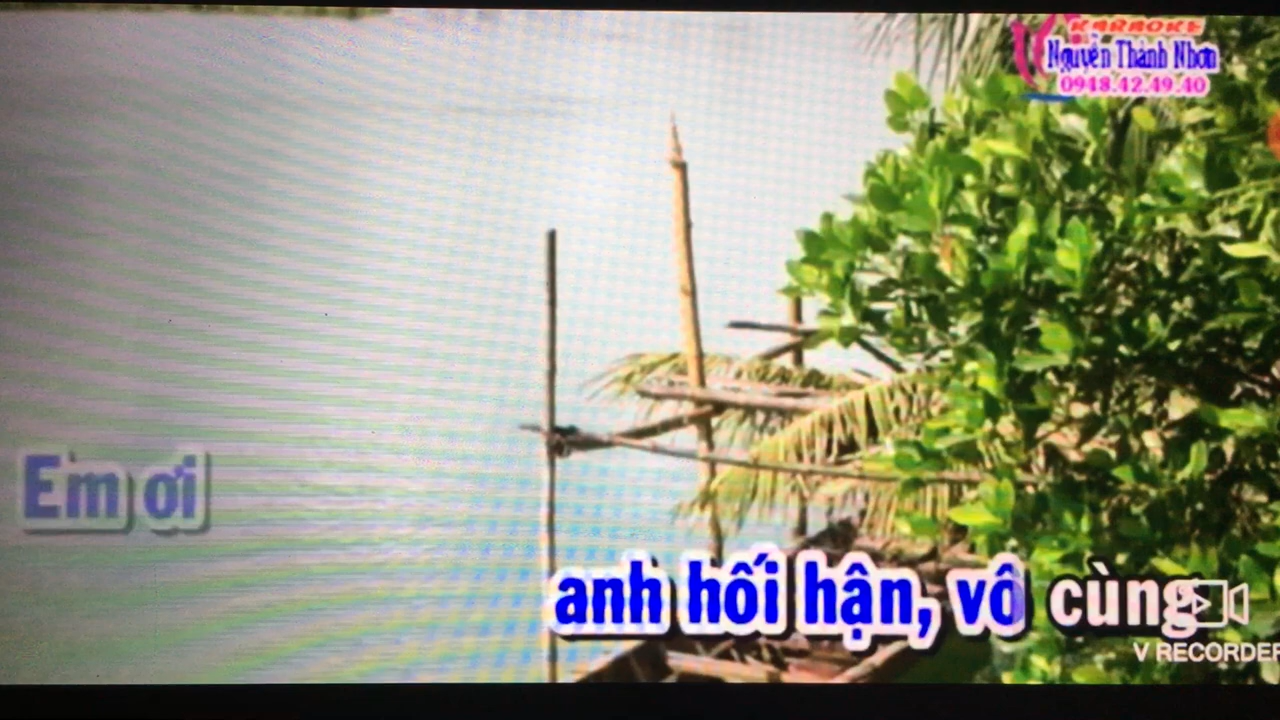 KARAOKE
Nguyễn Thành Nhơn
0948.42.49.40
Em ơi
anh hối hận, vô cùng
V RECORDER